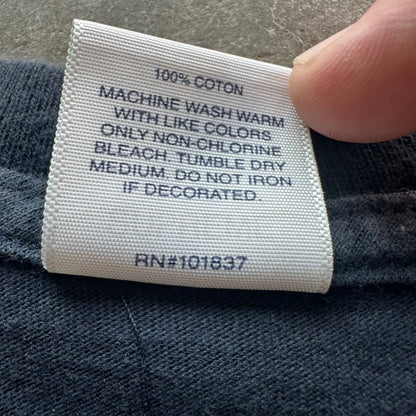 100% COTON
MACHINE WASH WARM
WITH LIKE COLORS
ONLY NON-CHLORINE
BLEACH. TUMBLE DRY
MEDIUM. DO NOT IRON
IF DECORATED.
RN#101837